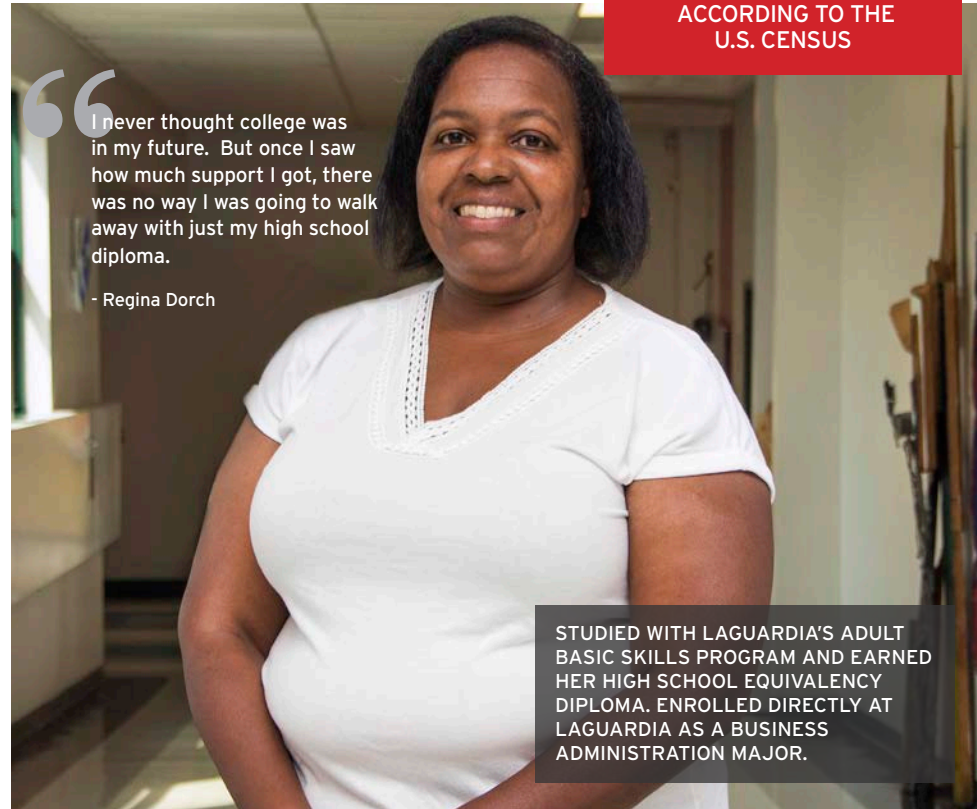 ACCORDING TO THE
U.S. CENSUS
“
I never thought college was
in my future.  But once I saw
how much support I got, there
was no way I was going to walk
away with just my high school
diploma.
- Regina Dorch
STUDIED WITH LAGUARDIA’S ADULT
BASIC SKILLS PROGRAM AND EARNED
HER HIGH SCHOOL EQUIVALENCY
DIPLOMA. ENROLLED DIRECTLY AT
LAGUARDIA AS A BUSINESS
ADMINISTRATION MAJOR.